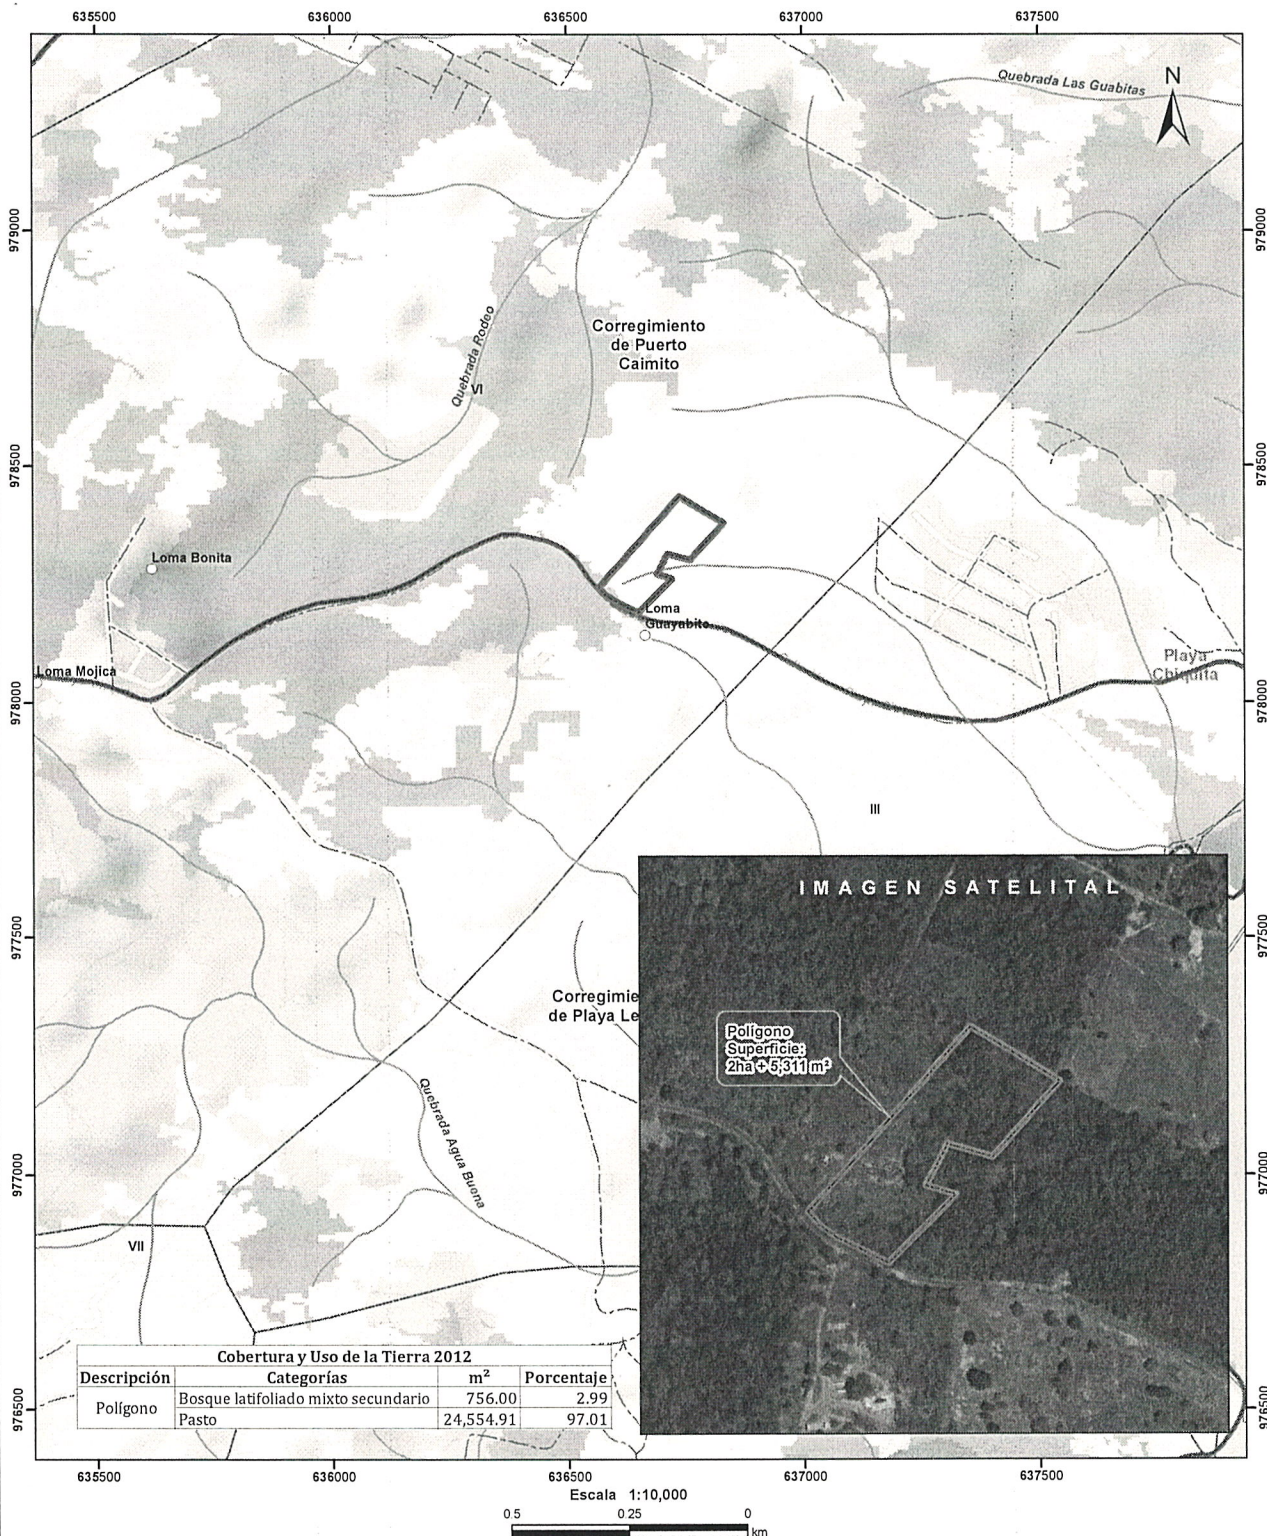 635500 636000 636500 637000 637500
Quebrada Las Guabitas
N
979000 979000
Corregimiento
de Puerto
Caimito
Quebrada Rodeo
VI
978500 978500
Loma Bonita
Loma
Guayabito
Loma Mojica
Playa
Chiquita
978000 978000
III
IMAGEN SATELITAL
977500 977500
Corregimie
de Playa Le
Polígono
Superficie:
2ha + 5,311 m²
Quebrada Agua Buena
977000 977000
VII
Cobertura y Uso de la Tierra 2012
Descripción Categorías m² Porcentaje
Polígono Bosque latifoliado mixto secundario 756.00 2.99
Pasto 24,554.91 97.01
976500 976500
635500 636000 636500 637000 637500
Escala 1:10,000
0.5 0.25 0
km